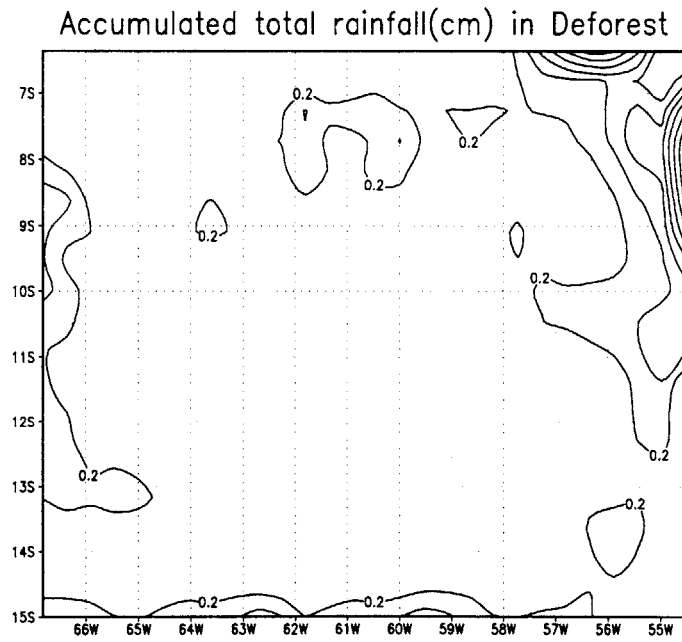 Accumulated total rainfall(cm) in Deforest
7S
0.2
0.2
8S
0.2
0.2
9S
0.2
0.2
10S
11S
12S
0.2
0.2
13S
0.2
14S
0.2
0.2
15S
66W 65W 64W 63W 62W 61W 60W 59W 58W 57W 56W 55W